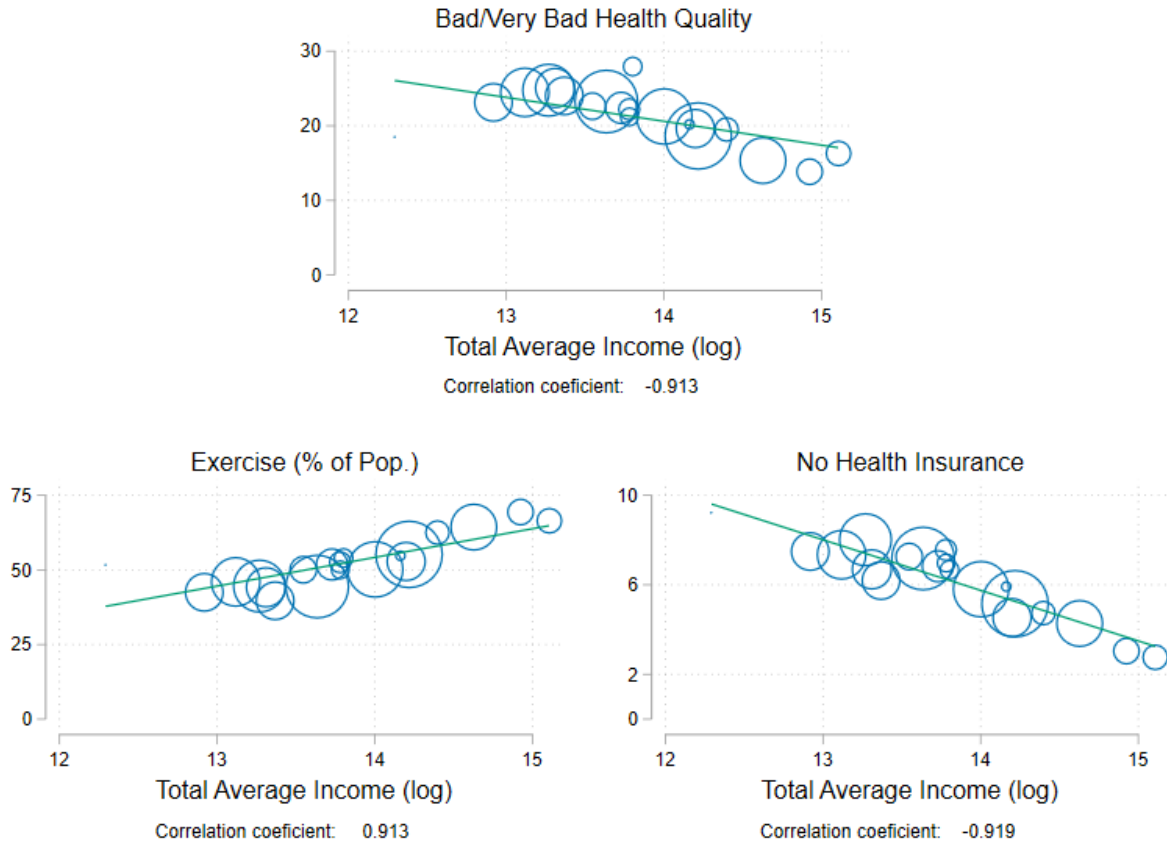 Bad/Very Bad Health Quality
30
20
10
0
12 13 14 15
Total Average Income (log)
Correlation coeficient: -0.913
Exercise (% of Pop.)
75
50
25
0
12 13 14 15
Total Average Income (log)
Correlation coeficient: 0.913
No Health Insurance
10
6
2
0
12 13 14 15
Total Average Income (log)
Correlation coeficient: -0.919